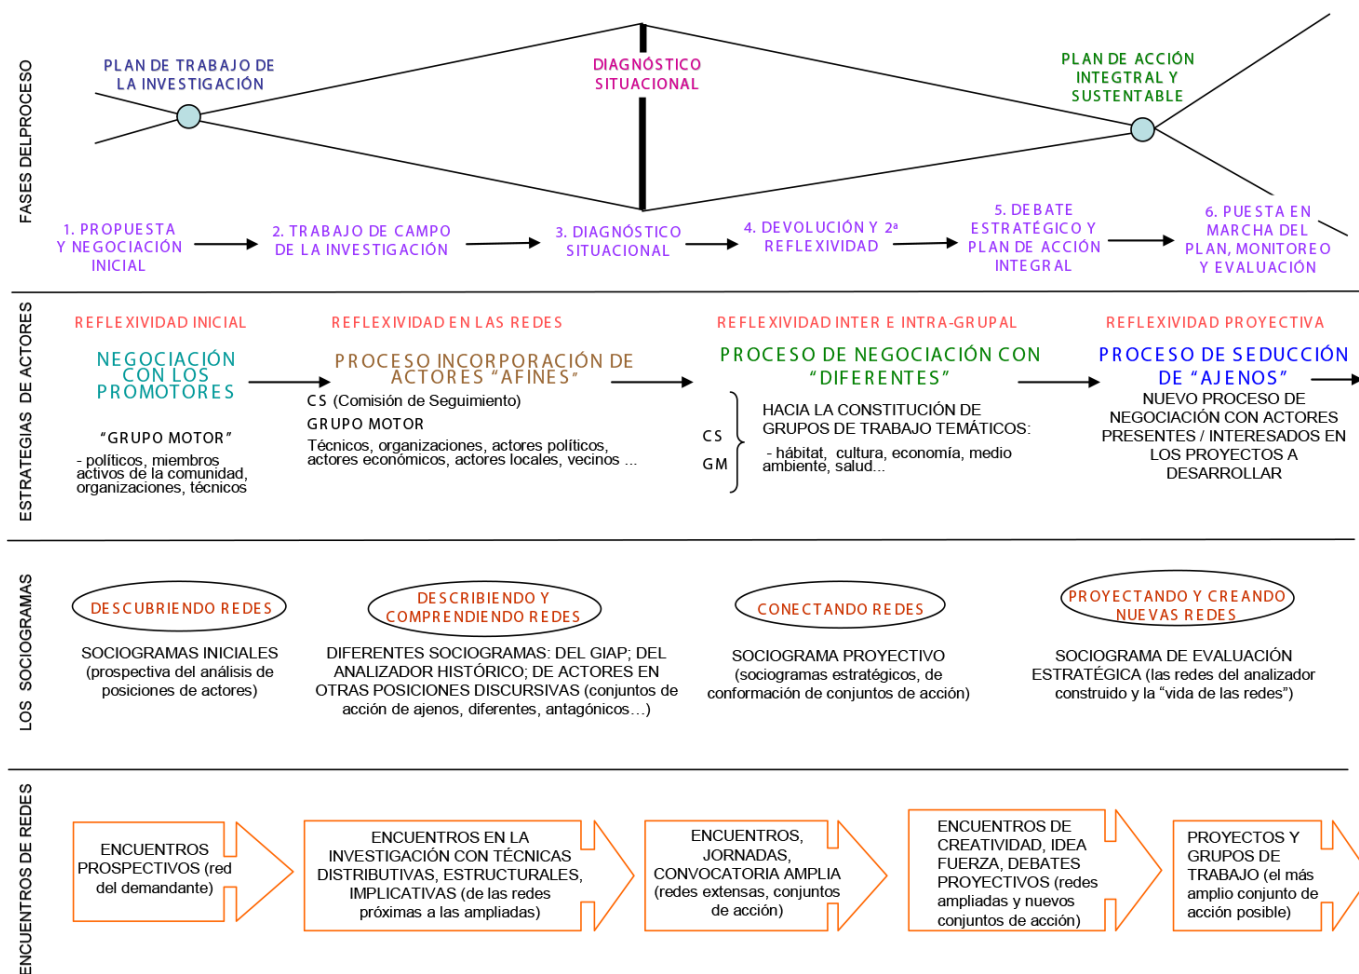 FASES DELPROCESO
PLAN DE TRABAJO DE
LA INVESTIGACIÓN
DIAGNÓSTICO
SITUACIONAL
PLAN DE ACCIÓN
INTEGTRAL Y
SUSTENTABLE
1. PROPUESTA
Y NEGOCIACIÓN
INICIAL
2. TRABAJO DE CAMPO
DE LA INVESTIGACIÓN
3. DIAGNÓSTICO
SITUACIONAL
4. DEVOLUCIÓN Y 2ª
REFLEXIVIDAD
5. DEBATE
ESTRATÉGICO Y
PLAN DE ACCIÓN
INTEGRAL
6. PUESTA EN
MARCHA DEL
PLAN, MONITOREO
Y EVALUACIÓN
ESTRATEGIAS DE ACTORES
REFLEXIVIDAD INICIAL
NEGOCIACIÓN
CON LOS
PROMOTORES
“GRUPO MOTOR”
- políticos, miembros
activos de la comunidad,
organizaciones, técnicos
REFLEXIVIDAD EN LAS REDES
PROCESO INCORPORACIÓN DE
ACTORES “AFINES”
CS (Comisión de Seguimiento)
GRUPO MOTOR
Técnicos, organizaciones, actores políticos,
actores económicos, actores locales, vecinos ...
REFLEXIVIDAD INTER E INTRA-GRUPAL
PROCESO DE NEGOCIACIÓN CON
“DIFERENTES”
CS
GM
HACIA LA CONSTITUCIÓN DE
GRUPOS DE TRABAJO TEMÁTICOS:
- hábitat, cultura, economía, medio
ambiente, salud...
REFLEXIVIDAD PROYECTIVA
PROCESO DE SEDUCCIÓN
DE “AJENOS”
NUEVO PROCESO DE
NEGOCIACIÓN CON ACTORES
PRESENTES / INTERESADOS EN
LOS PROYECTOS A
DESARROLLAR
LOS SOCIOGRAMAS
DESCUBRIENDO REDES
SOCIOGRAMAS INICIALES
(prospectiva del análisis de
posiciones de actores)
DESCRIBIENDO Y
COMPRENDIENDO REDES
DIFERENTES SOCIOGRAMAS: DEL GIAP; DEL
ANALIZADOR HISTÓRICO; DE ACTORES EN
OTRAS POSICIONES DISCURSIVAS (conjuntos de
acción de ajenos, diferentes, antagónicos…)
CONECTANDO REDES
SOCIOGRAMA PROYECTIVO
(sociogramas estratégicos, de
conformación de conjuntos de acción)
PROYECTANDO Y CREANDO
NUEVAS REDES
SOCIOGRAMA DE EVALUACIÓN
ESTRATÉGICA (las redes del analizador
construido y la “vida de las redes”)
ENCUENTROS DE REDES
ENCUENTROS
PROSPECTIVOS (red
del demandante)
ENCUENTROS EN LA
INVESTIGACIÓN CON TÉCNICAS
DISTRIBUTIVAS, ESTRUCTURALES,
IMPLICATIVAS (de las redes
próximas a las ampliadas)
ENCUENTROS,
JORNADAS,
CONVOCATORIA AMPLIA
(redes extensas, conjuntos
de acción)
ENCUENTROS DE
CREATIVIDAD, IDEA
FUERZA, DEBATES
PROYECTIVOS (redes
ampliadas y nuevos
conjuntos de acción)
PROYECTOS Y
GRUPOS DE
TRABAJO (el más
amplio conjunto de
acción posible)